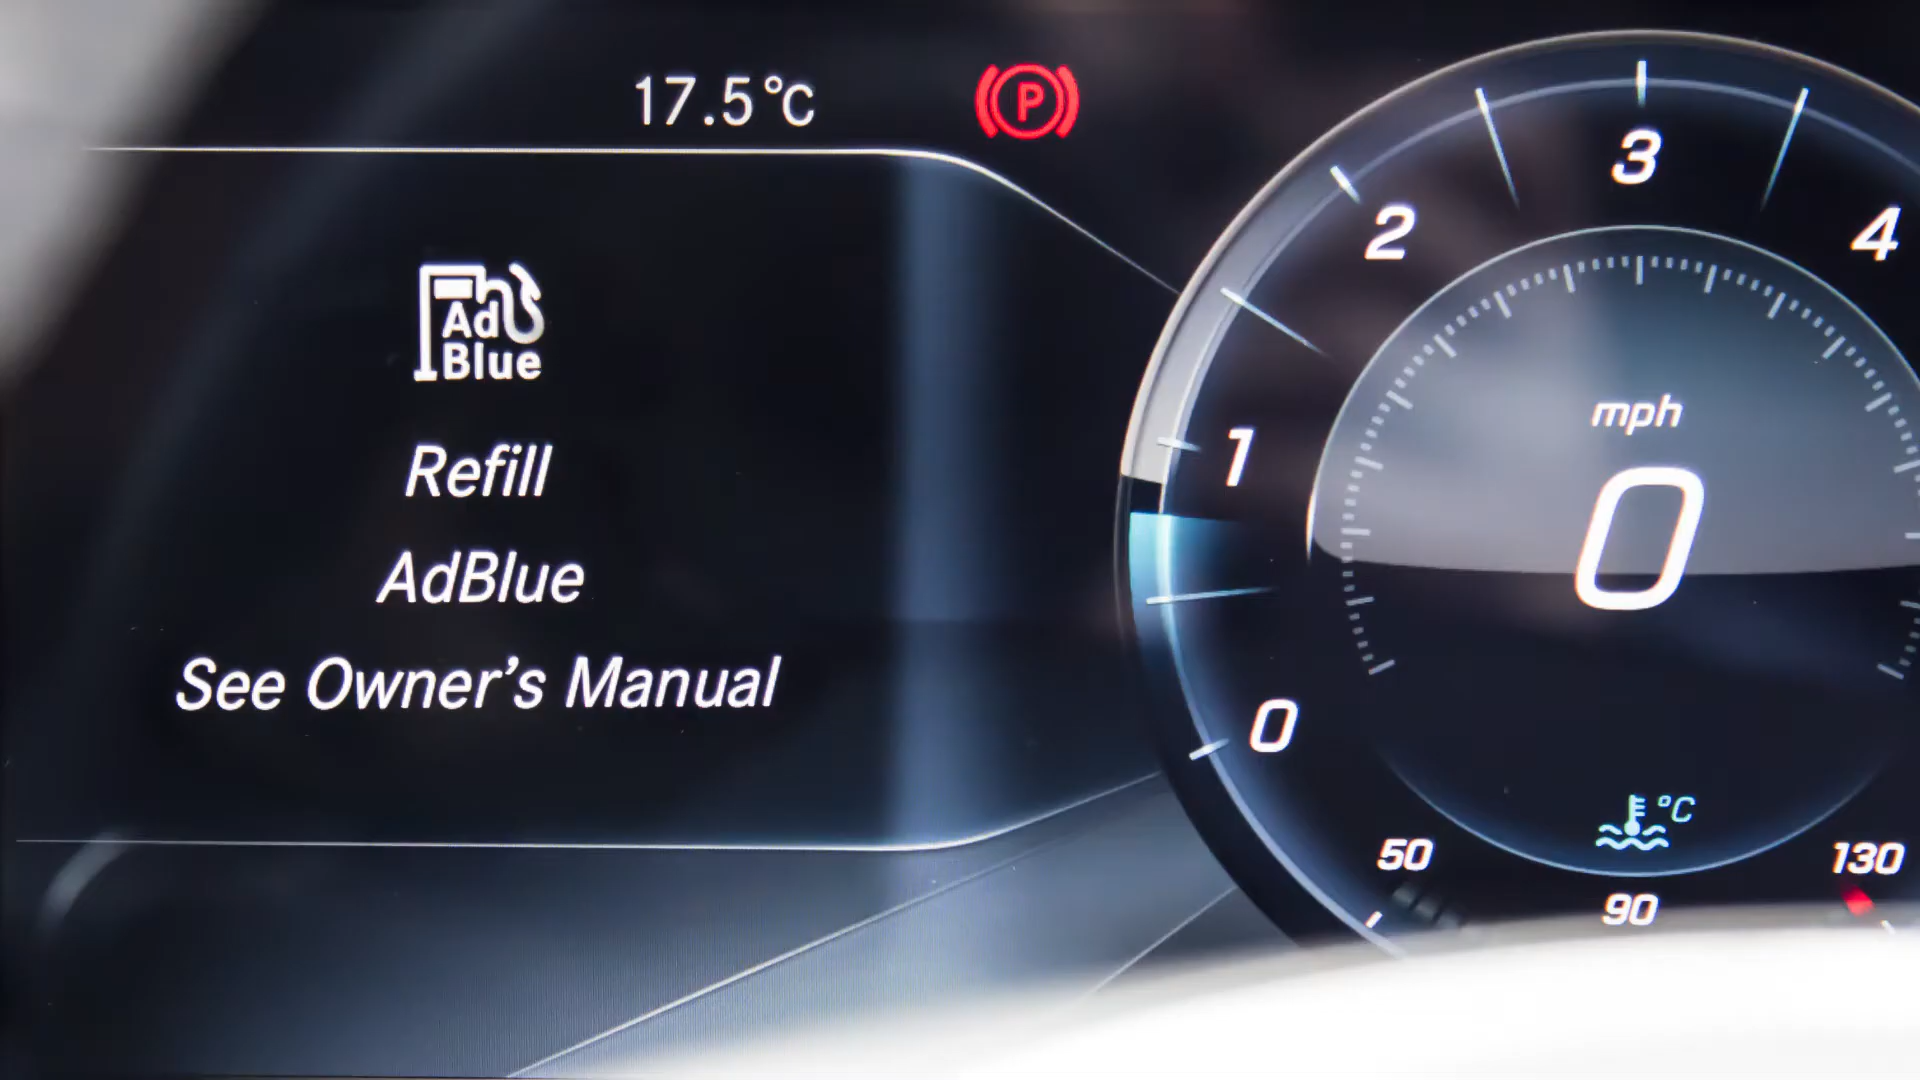 17.5°C
P
Ad
Blue
Refill
AdBlue
See Owner's Manual
3
2
4
1
0
mph
0
°C
50
90
130